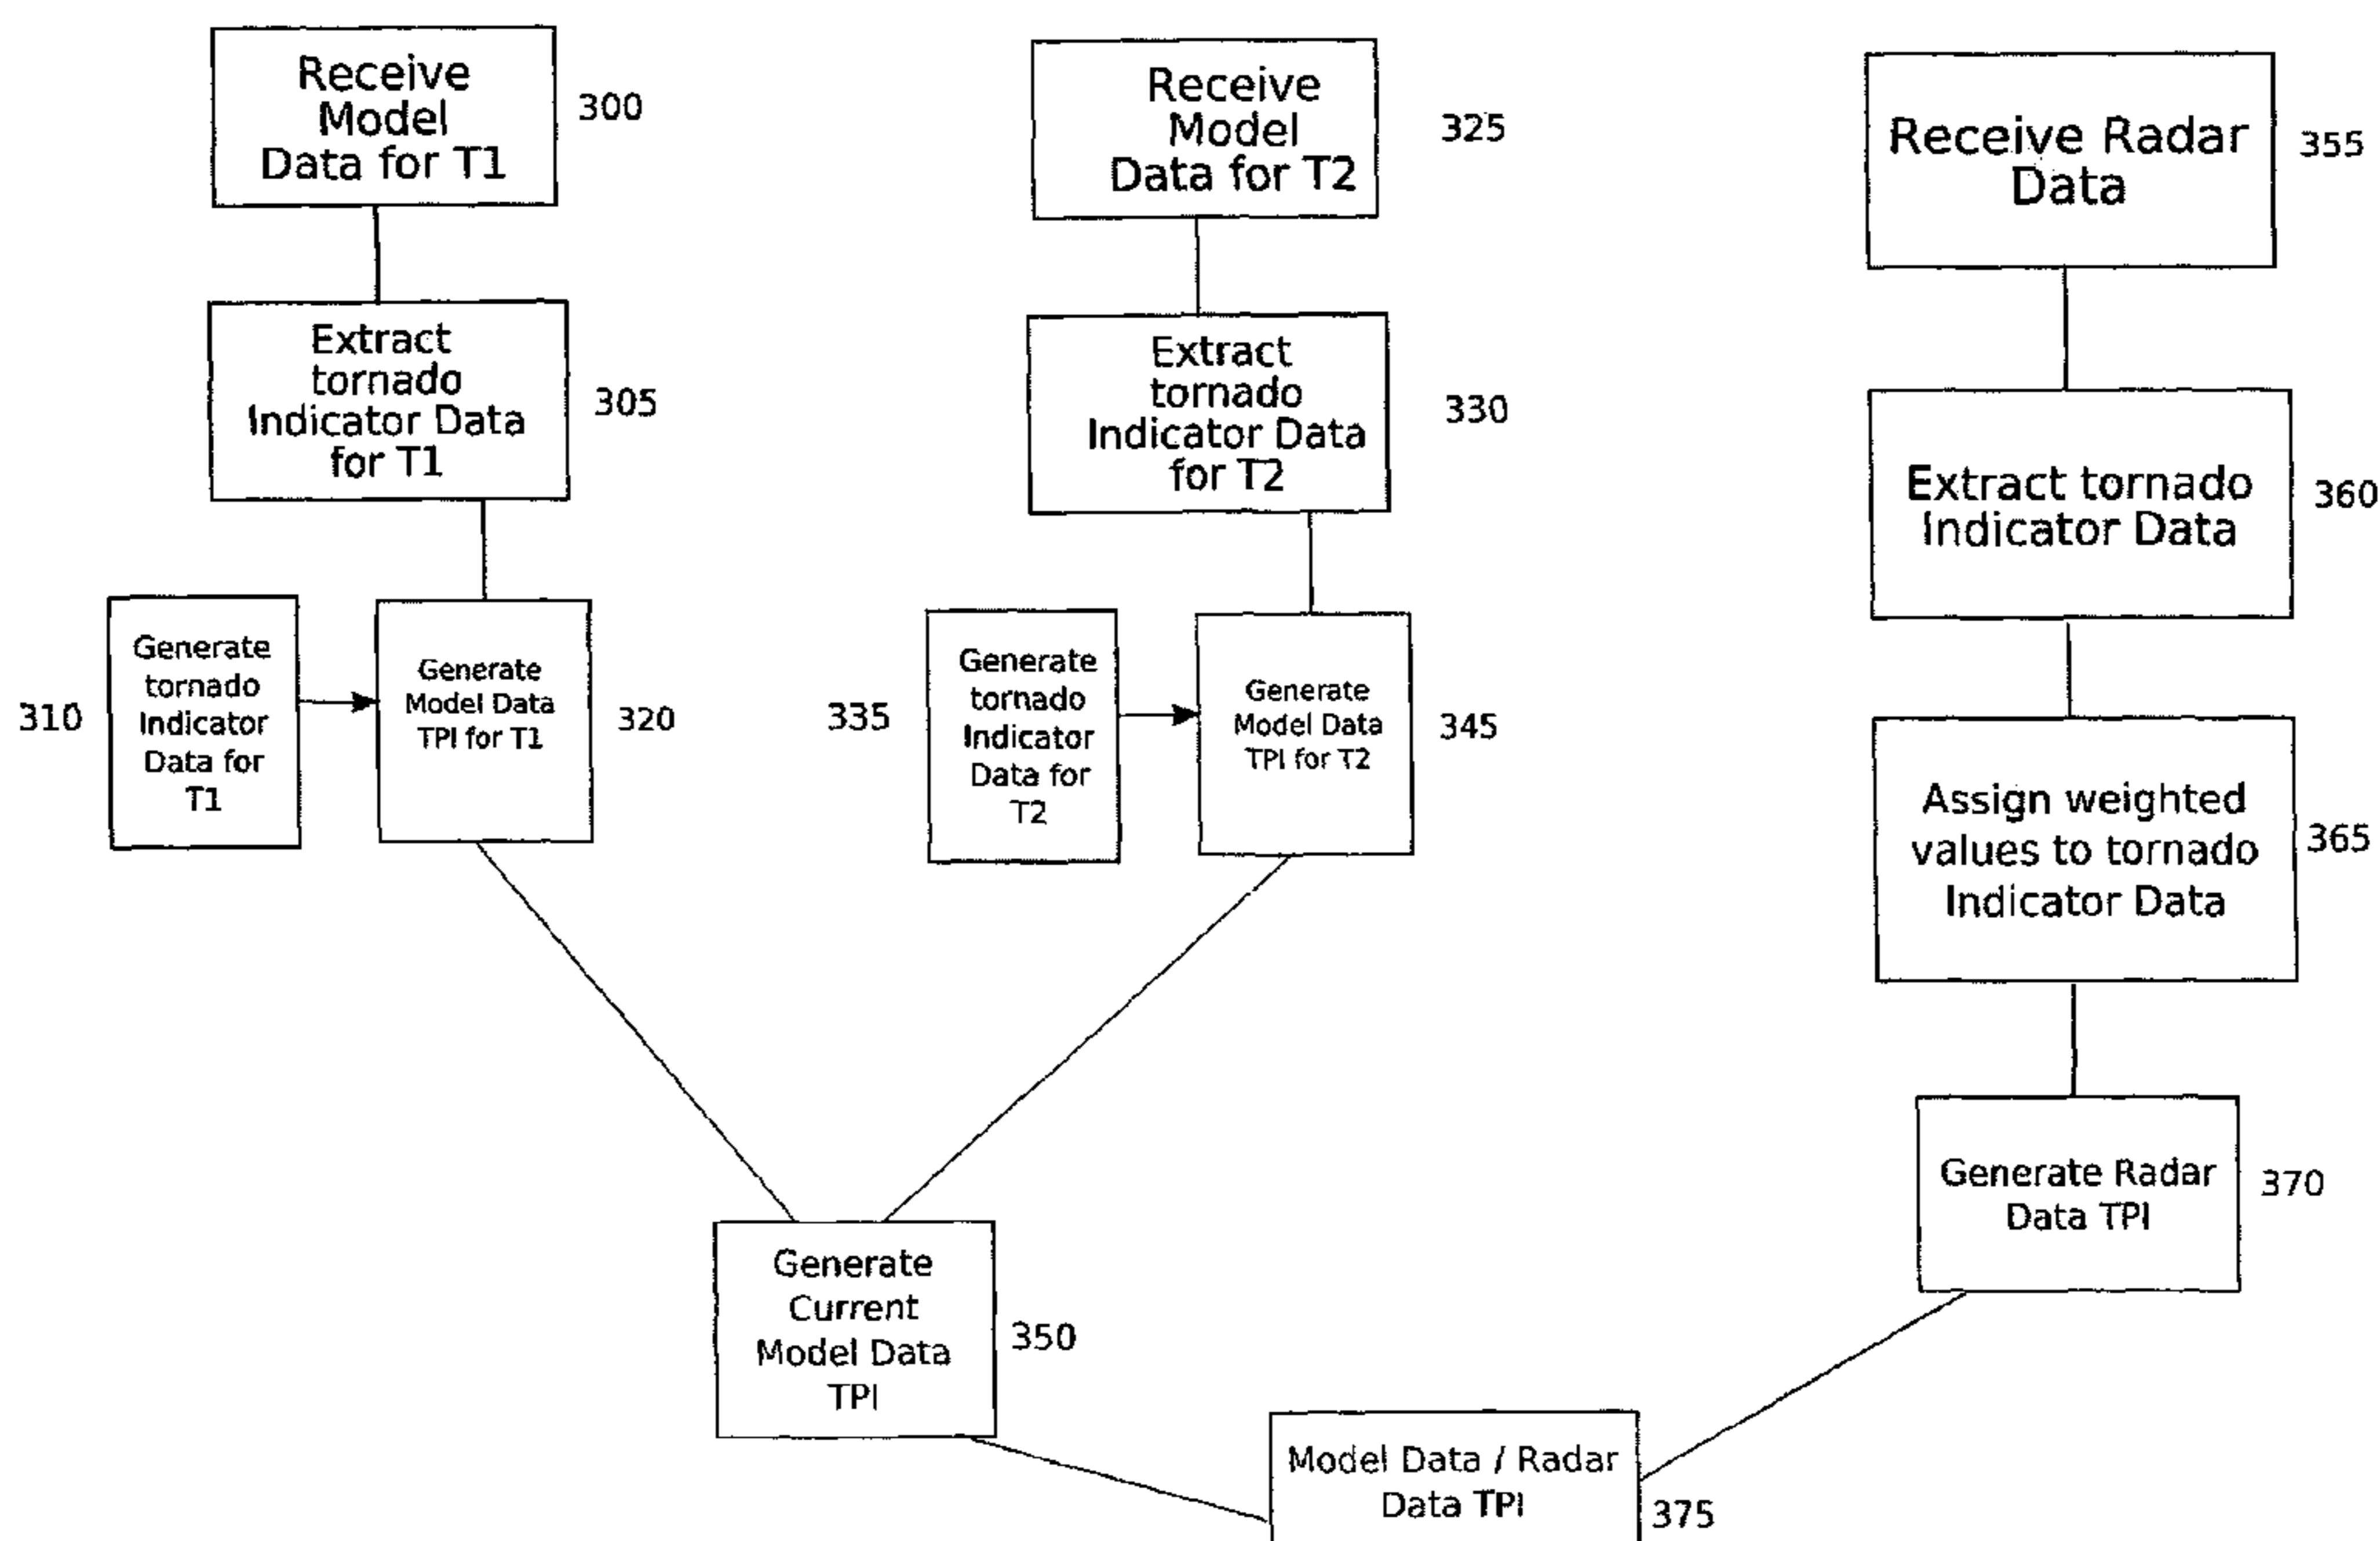 Receive
Model
Data for T1
300
Extract
tornado
Indicator Data
for T1
305
310
Generate
tornado
Indicator
Data for
T1
Generate
Model Data
TPI for T1
320
Receive
Model
Data for T2
325
Extract
tornado
Indicator Data
for T2
330
335
Generate
tornado
Indicator
Data for
T2
Generate
Model Data
TPI for T2
345
Generate
Current
Model Data
TPI
350
Receive Radar
Data
355
Extract tornado
Indicator Data
360
Assign weighted
values to tornado
Indicator Data
365
Generate Radar
Data TPI
370
Model Data / Radar
Data TPI
375